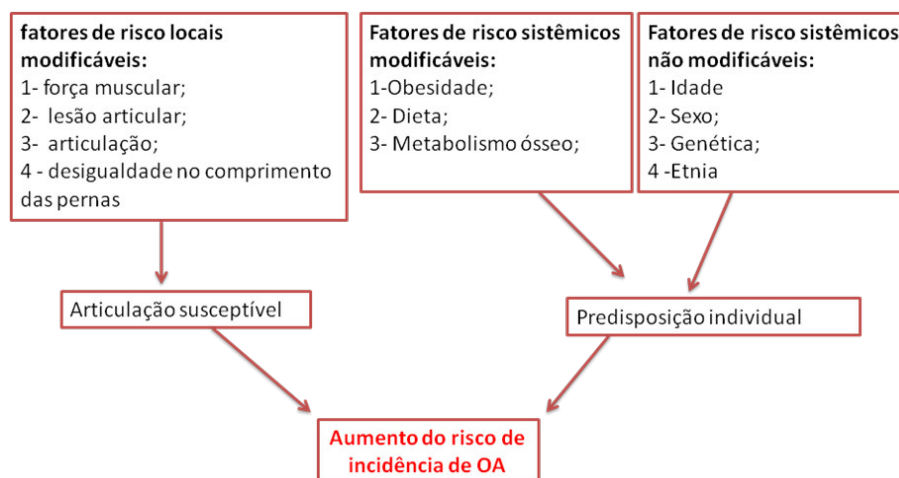 fatores de risco locais
modificáveis:
1- força muscular;
2- lesão articular;
3- articulação;
4 - desigualdade no comprimento
das pernas
Fatores de risco sistêmicos
modificáveis:
1-Obesidade;
2- Dieta;
3- Metabolismo ósseo;
Fatores de risco sistêmicos
não modificáveis:
1- Idade
2- Sexo;
3- Genética;
4 -Etnia
Articulação susceptível
Predisposição individual
Aumento do risco de
incidência de OA